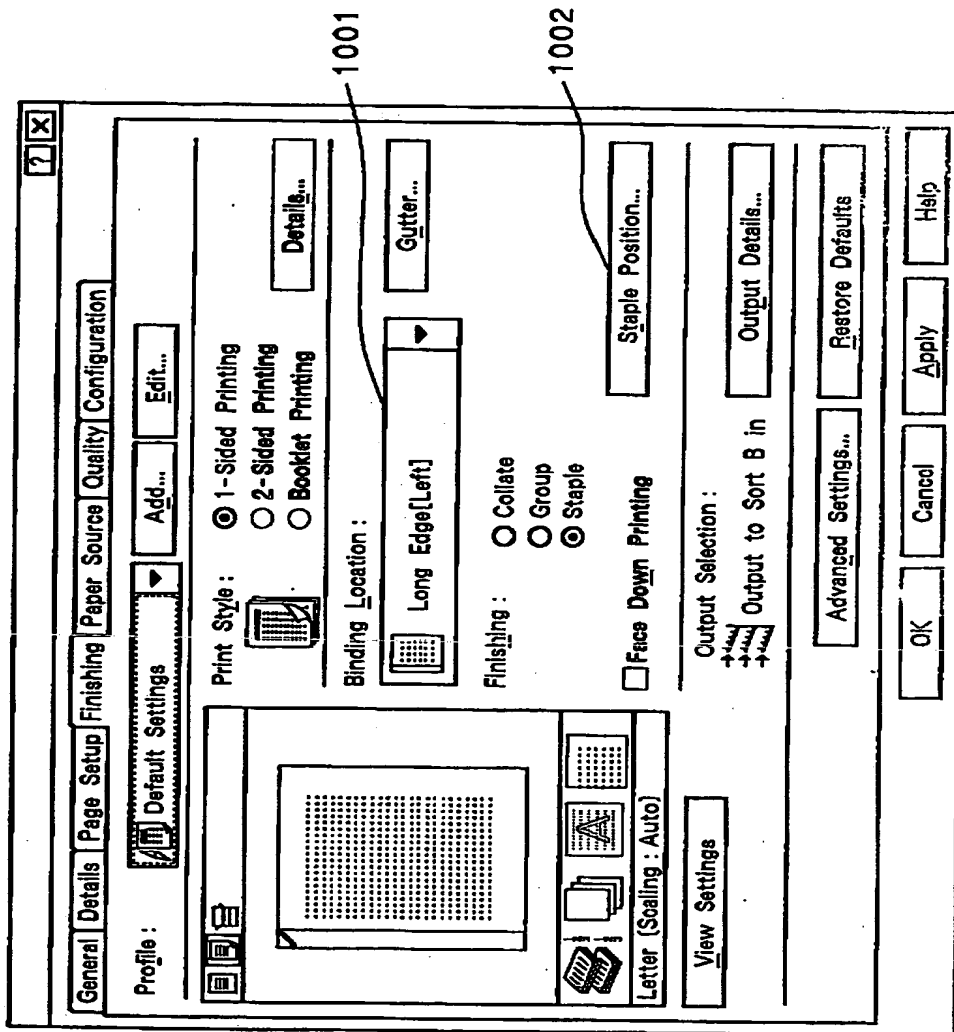 ? X
General Details Page Setup Finishing Paper Source Quality Configuration
Profile : Default Settings Add... Edit...
Print Style :
1-Sided Printing
2-Sided Printing
Booklet Printing
Details...
Binding Location :
Long Edge[Left]
Gutter...
1001
Finishing :
Collate
Group
Staple
Staple Position...
1002
Face Down Printing
A
Letter (Scaling : Auto)
View Settings
Output Selection :
Output to Sort B in
Output Details...
Advanced Settings... Restore Defaults
OK Cancel Apply Help